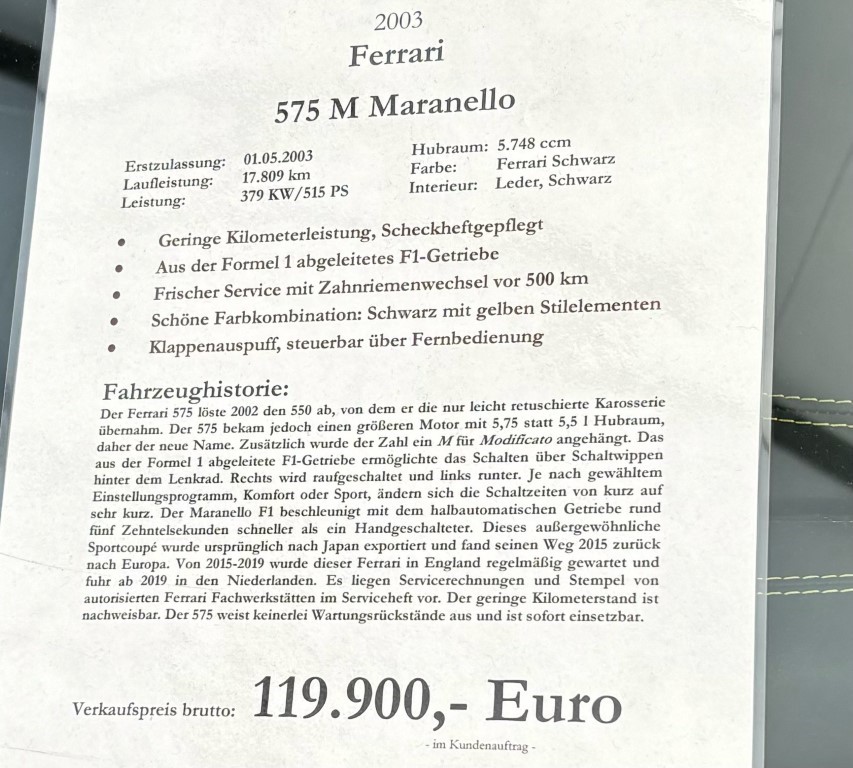 2003
Ferrari
575 M Maranello
Erstzulassung: 01.05.2003
Laufleistung: 17.809 km
Leistung: 379 KW/515 PS
Hubraum: 5.748 ccm
Farbe: Ferrari Schwarz
Interieur: Leder, Schwarz
• Geringe Kilometerleistung, Scheckheftgepflegt
• Aus der Formel 1 abgeleitetes F1-Getriebe
• Frischer Service mit Zahnriemenwechsel vor 500 km
• Schöne Farbkombination: Schwarz mit gelben Stilelementen
• Klappenauspuff, steuerbar über Fernbedienung
Fahrzeughistorie:
Der Ferrari 575 löste 2002 den 550 ab, von dem er die nur leicht retuschierte Karosserie
übernahm. Der 575 bekam jedoch einen größeren Motor mit 5,75 statt 5,5 l Hubraum,
daher der neue Name. Zusätzlich wurde der Zahl ein M für Modificato angehängt. Das
aus der Formel 1 abgeleitete F1-Getriebe ermöglichte das Schalten über Schaltwippen
hinter dem Lenkrad. Rechts wird raufgeschaltet und links runter. Je nach gewähltem
Einstellungsprogramm, Komfort oder Sport, ändern sich die Schaltzeiten von kurz auf
sehr kurz. Der Maranello F1 beschleunigt mit dem halbautomatischen Getriebe rund
fünf Zehntelsekunden schneller als ein Handgeschalteter. Dieses außergewöhnliche
Sportcoupé wurde ursprünglich nach Japan exportiert und fand seinen Weg 2015 zurück
nach Europa. Von 2015-2019 wurde dieser Ferrari in England regelmäßig gewartet und
fuhr ab 2019 in den Niederlanden. Es liegen Servicerechnungen und Stempel von
autorisierten Ferrari Fachwerkstätten im Serviceheft vor. Der geringe Kilometerstand ist
nachweisbar. Der 575 weist keinerlei Wartungsrückstände aus und ist sofort einsetzbar.
Verkaufspreis brutto: 119.900,- Euro
- im Kundenauftrag -